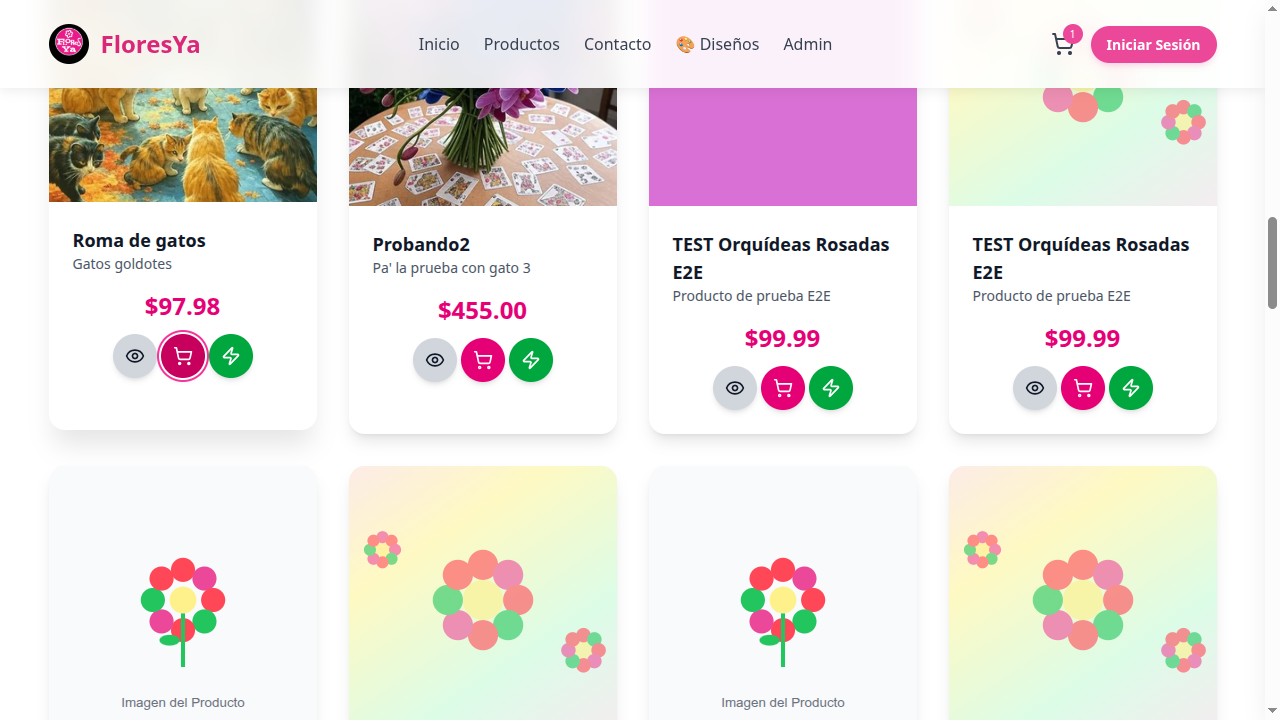 Flores
Ya
FloresYa
Inicio
Productos
Contacto
🎨 Diseños
Admin
1
Iniciar Sesión
Roma de gatos
Gatos goldotes
$97.98
Probando2
Pa' la prueba con gato 3
$455.00
TEST Orquídeas Rosadas
E2E
Producto de prueba E2E
$99.99
TEST Orquídeas Rosadas
E2E
Producto de prueba E2E
$99.99
Imagen del Producto
Imagen del Producto